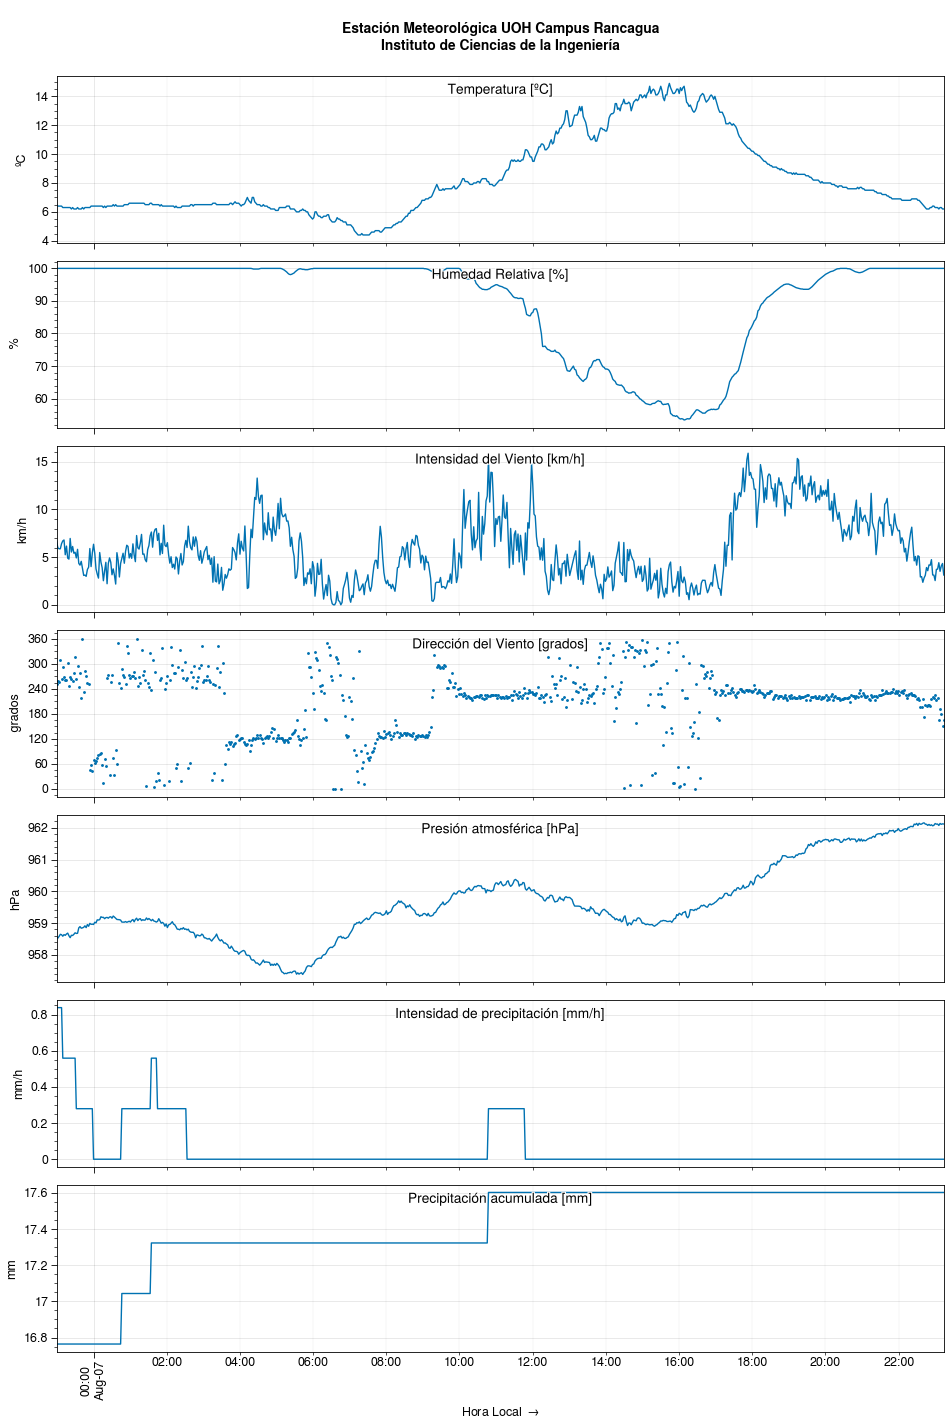 Estación Meteorológica UOH Campus Rancagua
Instituto de Ciencias de la Ingeniería
Temperatura [ºC]
14
12
10
8
6
4
ºC
Humedad Relativa [%]
100
90
80
70
60
%
Intensidad del Viento [km/h]
15
10
5
0
km/h
Dirección del Viento [grados]
360
300
240
180
120
60
0
grados
Presión atmosférica [hPa]
962
961
960
959
958
hPa
Intensidad de precipitación [mm/h]
0.8
0.6
0.4
0.2
0
mm/h
Precipitación acumulada [mm]
17.6
17.4
17.2
17
16.8
mm
00:00
Aug-07
02:00
04:00
06:00
08:00
10:00
12:00
14:00
16:00
18:00
20:00
22:00
Hora Local →